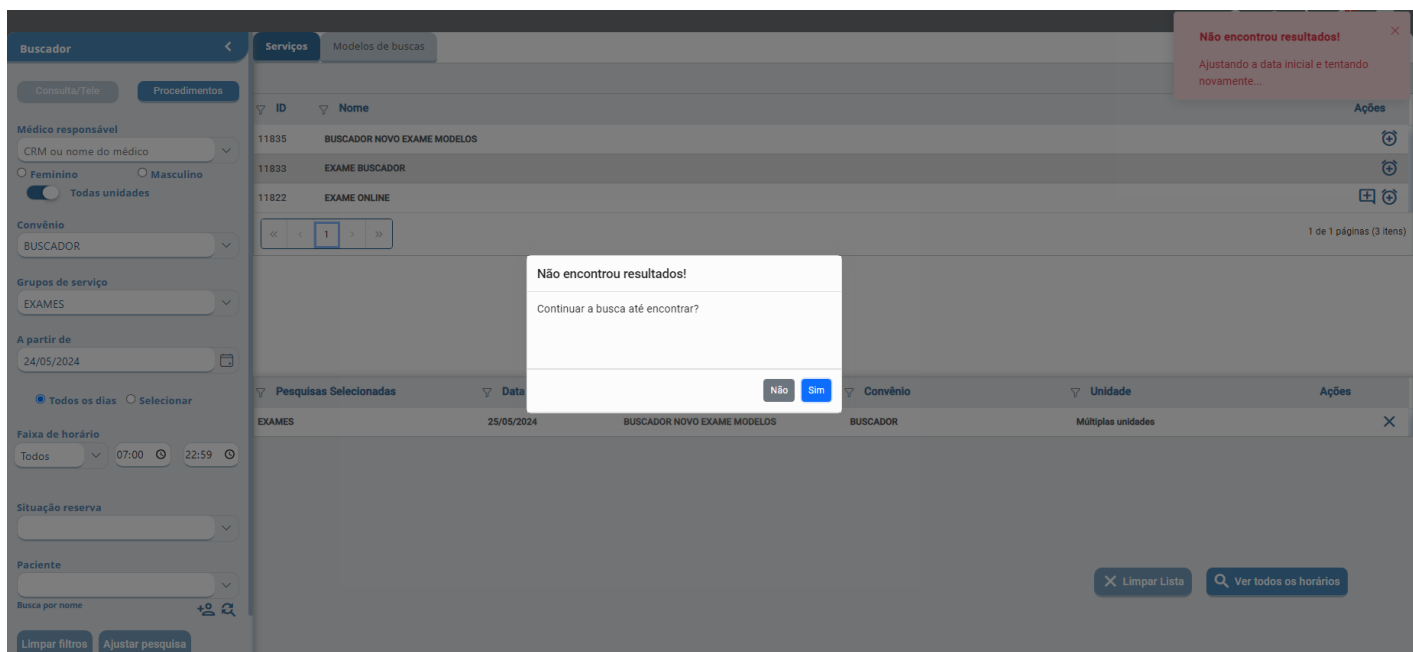 Buscador
Consulta/Tele
Procedimentos
Médico responsável
CRM ou nome do médico
Feminino
Masculino
Todas unidades
Convênio
BUSCADOR
Grupos de serviço
EXAMES
A partir de
24/05/2024
Todos os dias
Selecionar
Faixa de horário
Todos
07:00
22:59
Situação reserva
Paciente
Busca por nome
Limpar filtros
Ajustar pesquisa
Serviços
Modelos de buscas
ID
Nome
Ações
11835
BUSCADOR NOVO EXAME MODELOS
11833
EXAME BUSCADOR
11822
EXAME ONLINE
1
1 de 1 páginas (3 itens)
Não encontrou resultados!
Ajustando a data inicial e tentando
novamente...
Não encontrou resultados!
Continuar a busca até encontrar?
Não
Sim
Pesquisas Selecionadas
Data
Convênio
Unidade
Ações
EXAMES
25/05/2024
BUSCADOR NOVO EXAME MODELOS
BUSCADOR
Múltiplas unidades
Limpar Lista
Ver todos os horários